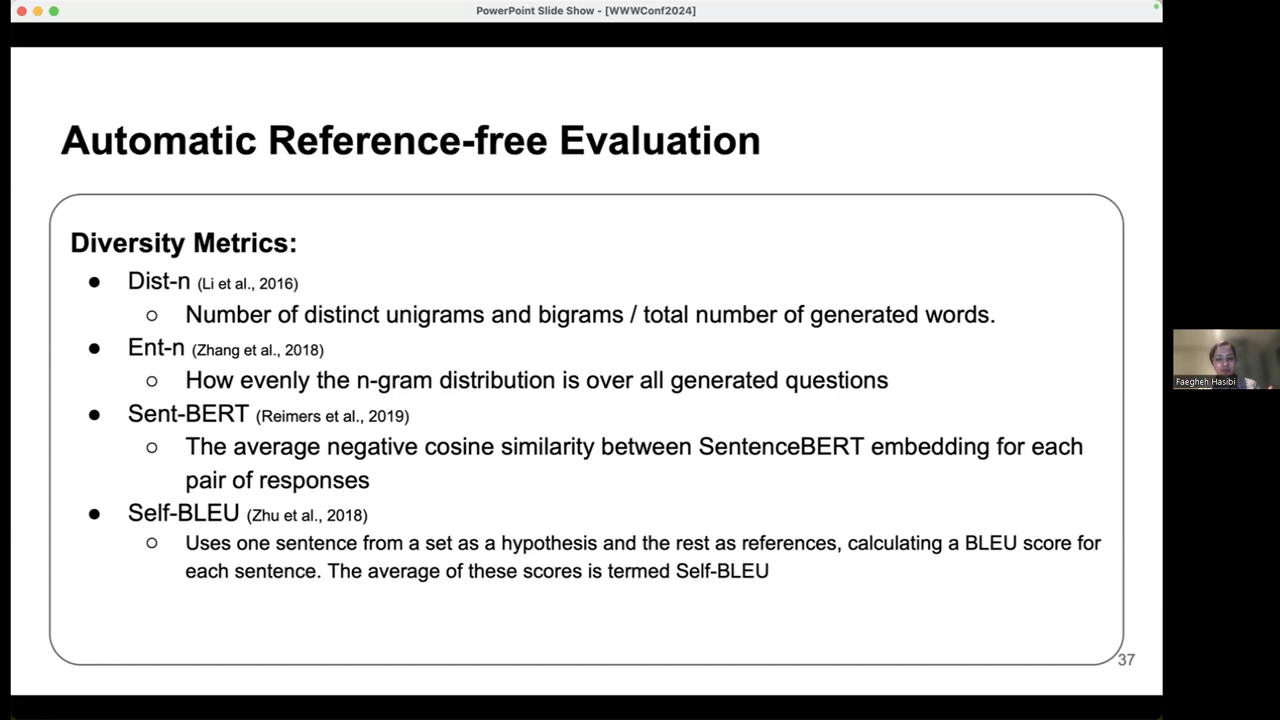 PowerPoint Slide Show - [WWWConf2024]
Automatic Reference-free Evaluation
Diversity Metrics:
● Dist-n (Li et al., 2016)
○ Number of distinct unigrams and bigrams / total number of generated words.
● Ent-n (Zhang et al., 2018)
○ How evenly the n-gram distribution is over all generated questions
● Sent-BERT (Reimers et al., 2019)
○ The average negative cosine similarity between SentenceBERT embedding for each
pair of responses
● Self-BLEU (Zhu et al., 2018)
○ Uses one sentence from a set as a hypothesis and the rest as references, calculating a BLEU score for
each sentence. The average of these scores is termed Self-BLEU
37
Faegheh Hasibi